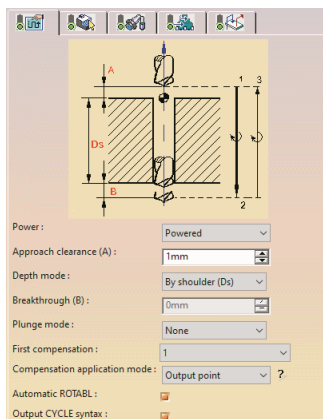 A
1
3
Ds
B
2
Power :
Powered
Approach clearance (A) :
1mm
Depth mode :
By shoulder (Ds)
Breakthrough (B) :
0mm
Plunge mode :
None
First compensation :
1
Compensation application mode :
Output point
?
Automatic ROTABL :
Output CYCLE syntax :